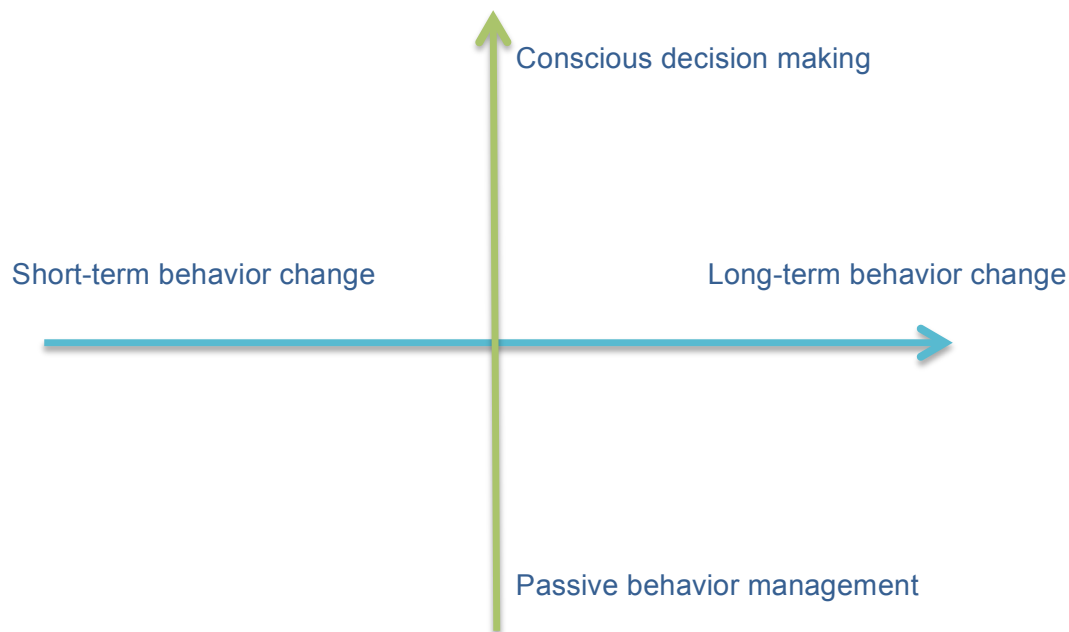 Conscious decision making
Short-term behavior change
Long-term behavior change
Passive behavior management